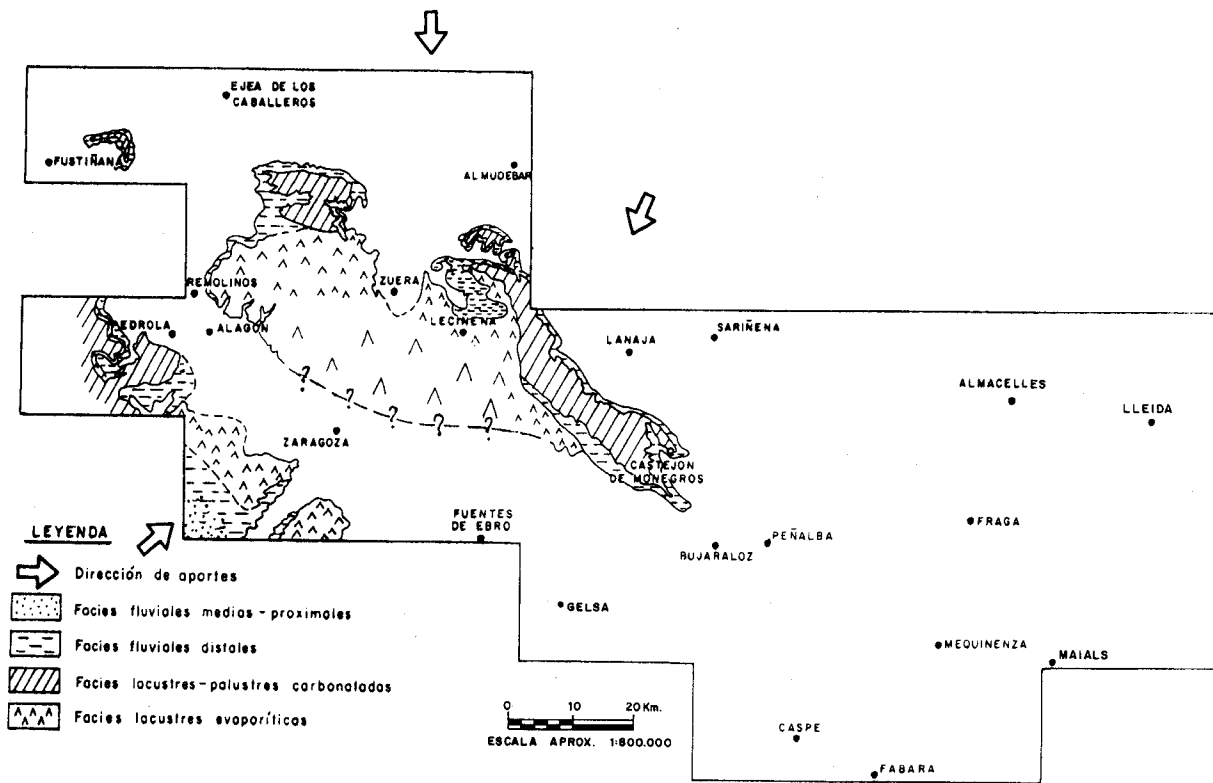 EJEA DE LOS
CABALLEROS
FUSTIÑANA
ALMUDEBAR
REMOLINOS
ZUERA
PEDROLA
ALAGON
LECIÑENA
LANAJA
SARIÑENA
ALMACELLES
LLEIDA
? ? ? ? ?
ZARAGOZA
CASTEJON
DE MONEGROS
FUENTES
DE EBRO
BUJARALOZ
PEÑALBA
FRAGA
GELSA
MEQUINENZA
MAIALS
CASPE
FABARA
LEYENDA
Dirección de aportes
Facies fluviales medias-proximales
Facies fluviales distales
Facies lacustres-palustres carbonatadas
Facies lacustres evaporíticas
0 10 20 Km.
ESCALA APROX. 1:800.000